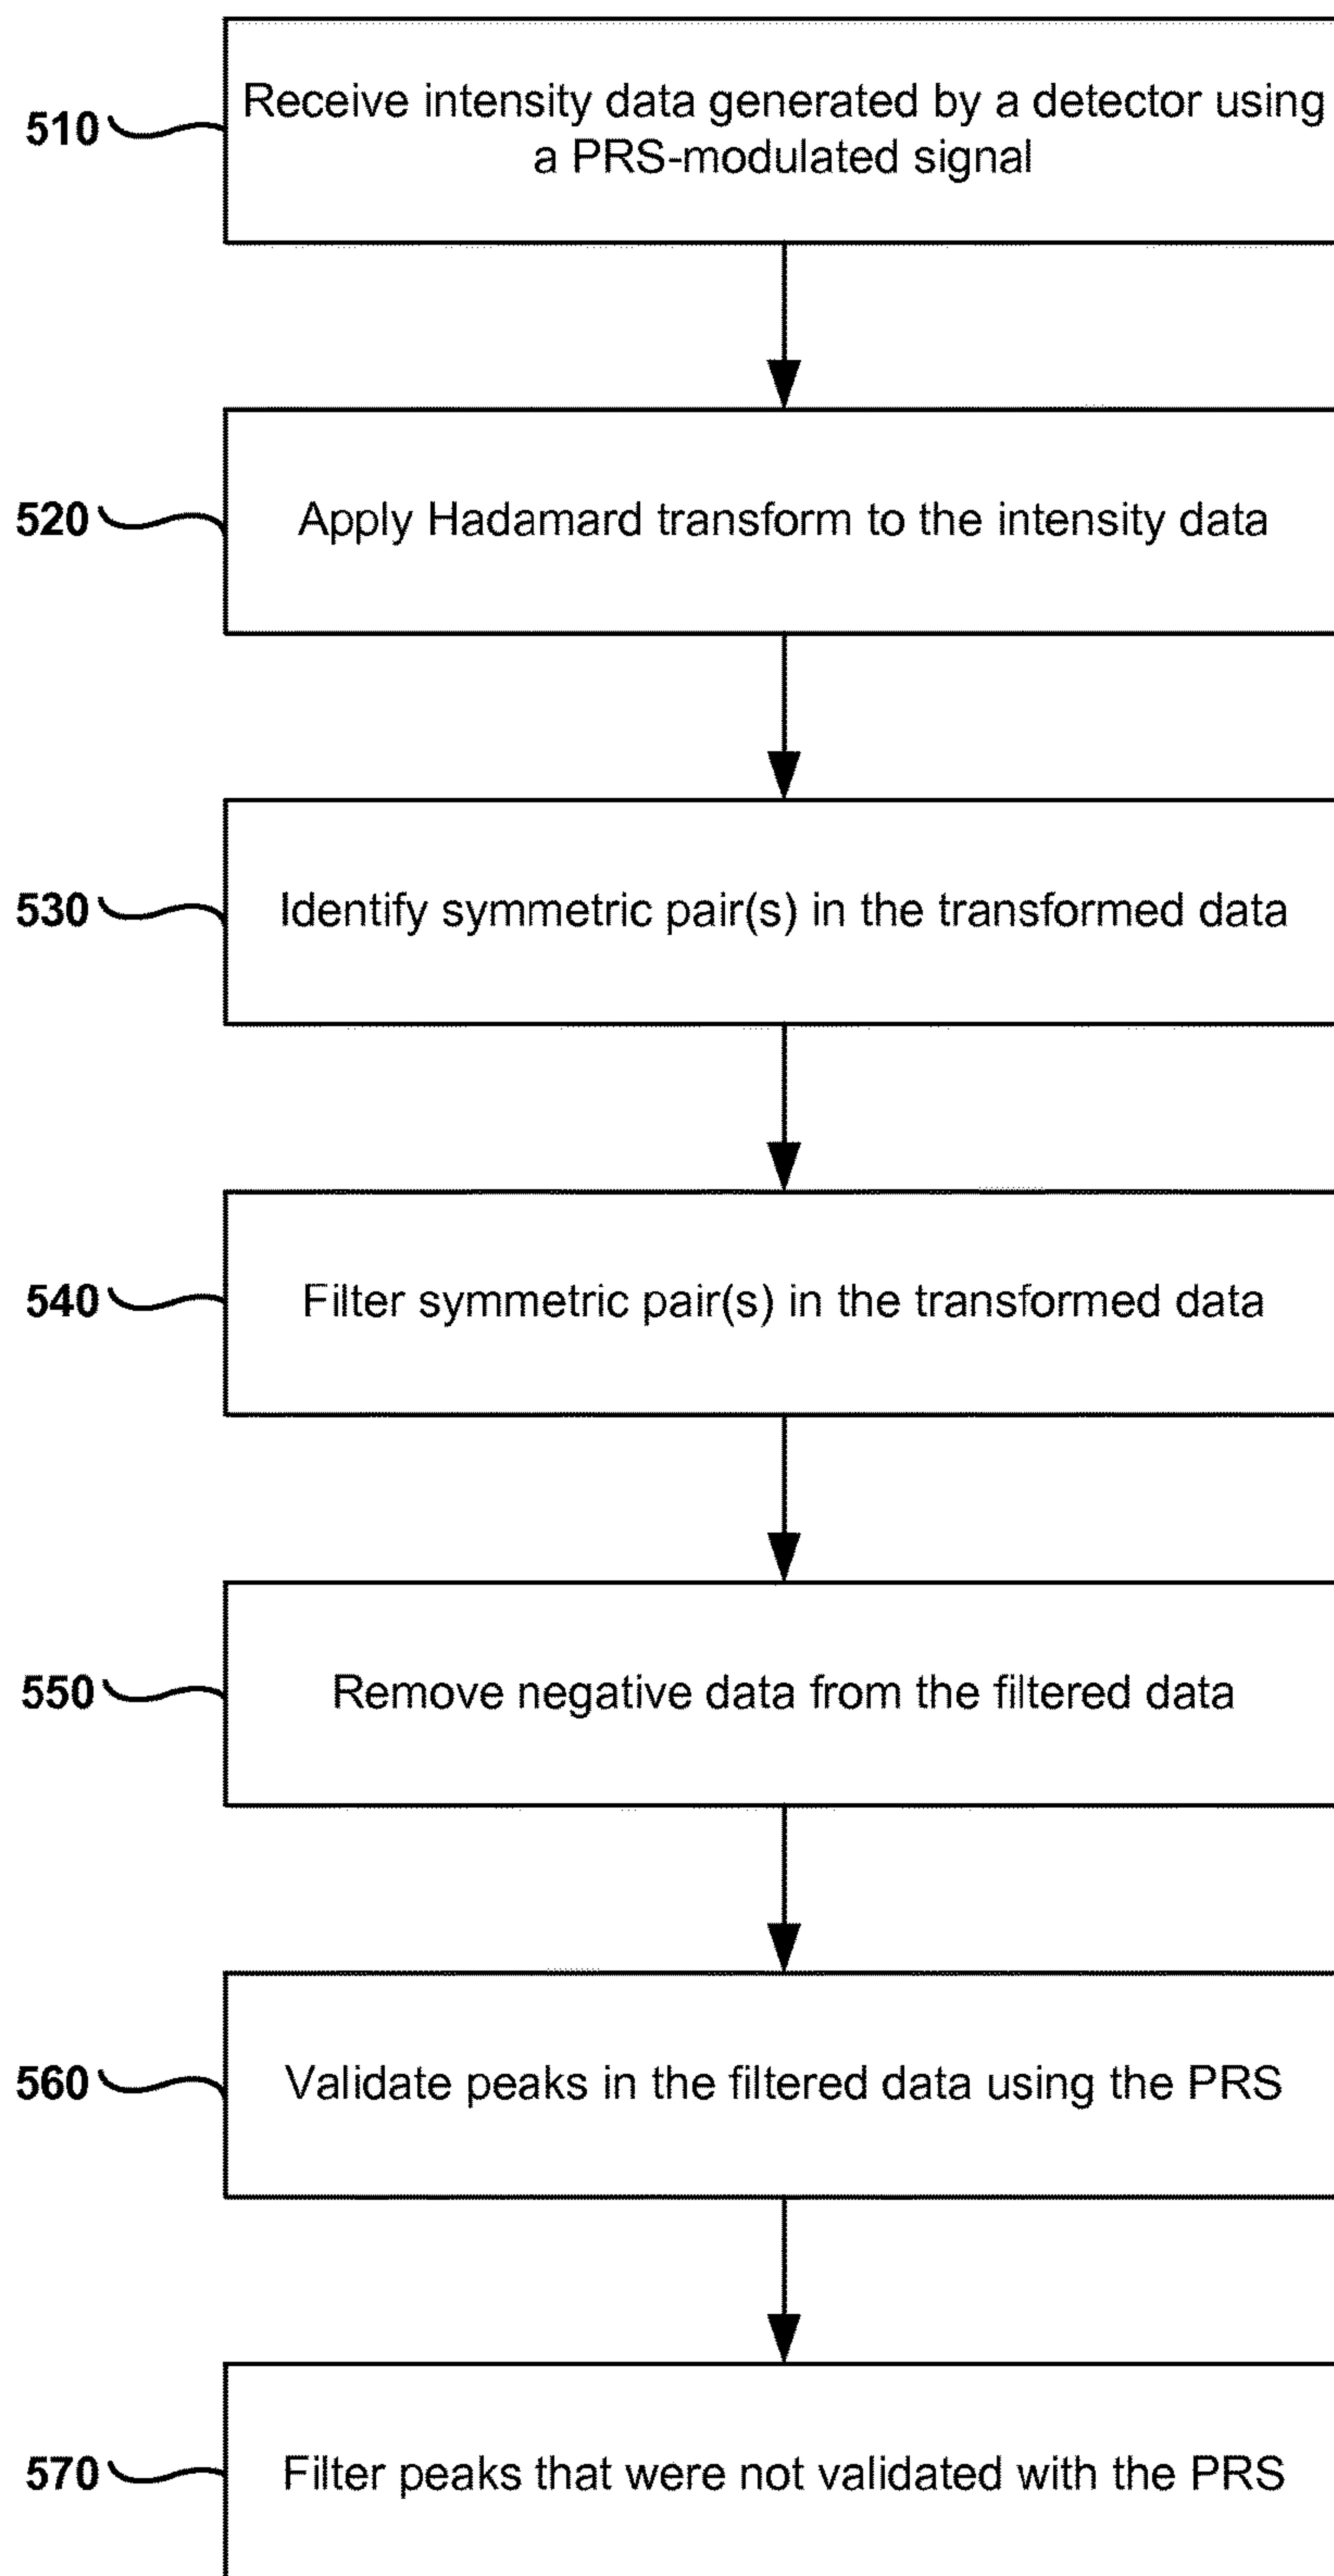 510
Receive intensity data generated by a detector using
a PRS-modulated signal
520
Apply Hadamard transform to the intensity data
530
Identify symmetric pair(s) in the transformed data
540
Filter symmetric pair(s) in the transformed data
550
Remove negative data from the filtered data
560
Validate peaks in the filtered data using the PRS
570
Filter peaks that were not validated with the PRS